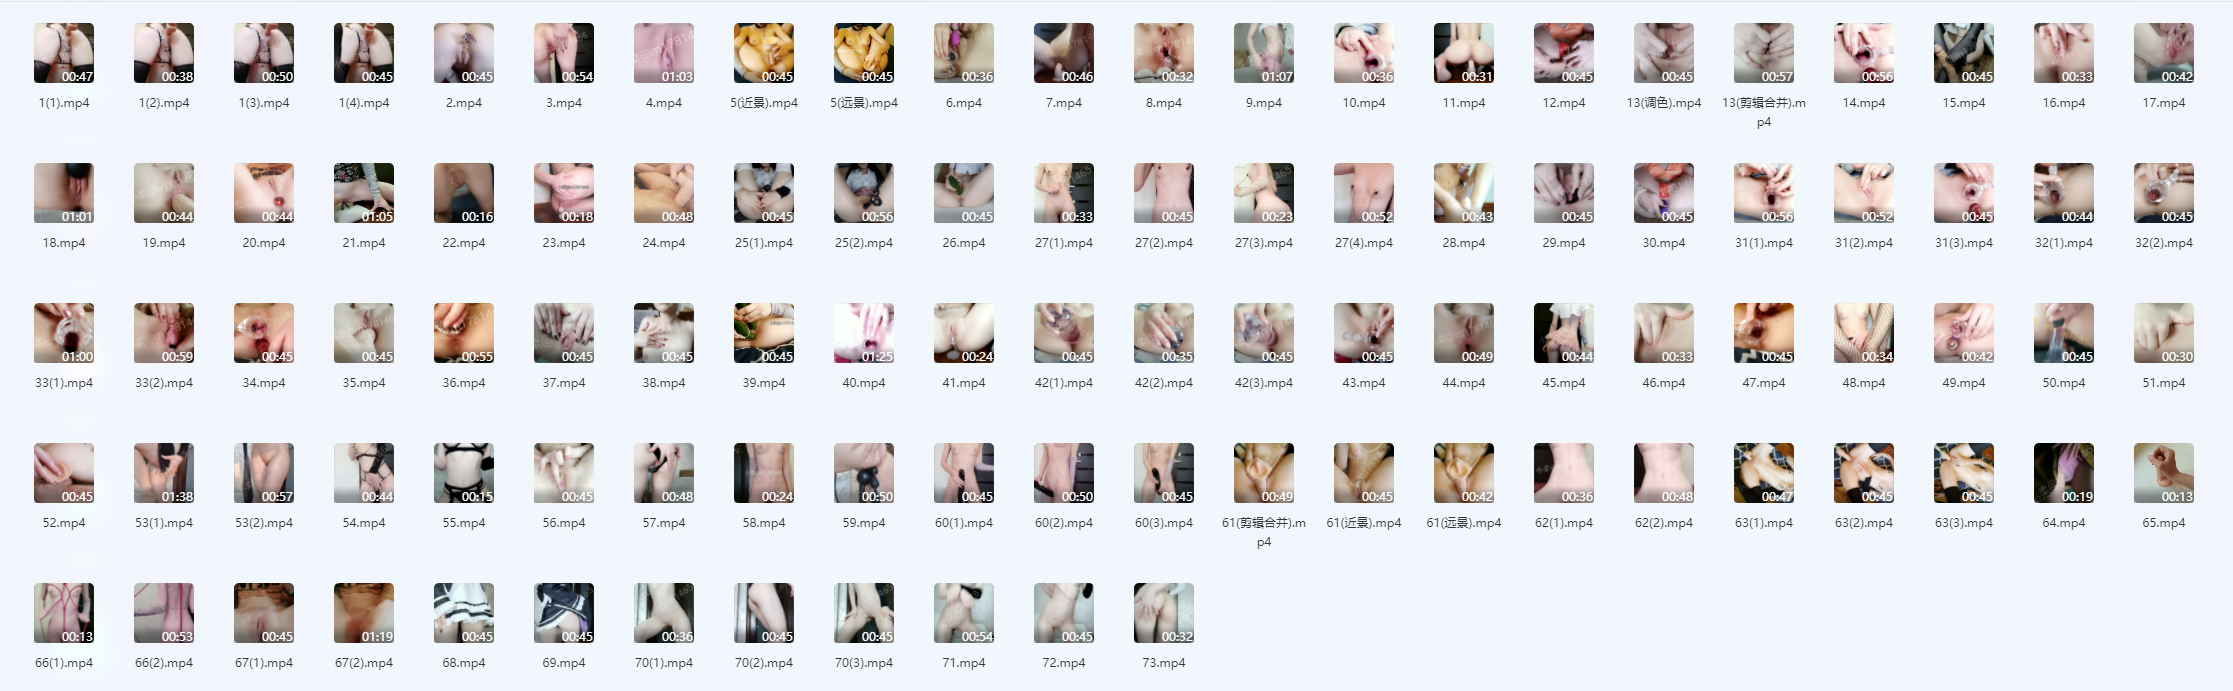 00:47 00:38 00:50 00:45 00:45 00:54 01:03 00:45 00:45 00:36 00:46 00:32 01:07 00:36 00:31 00:45 00:45 00:57 00:56 00:45 00:33 00:42
1(1).mp4 1(2).mp4 1(3).mp4 1(4).mp4 2.mp4 3.mp4 4.mp4 5(近景).mp4 5(远景).mp4 6.mp4 7.mp4 8.mp4 9.mp4 10.mp4 11.mp4 12.mp4 13(调色).mp4 13(剪辑合并).m 14.mp4 15.mp4 16.mp4 17.mp4
p4
01:01 00:44 00:44 01:05 00:16 00:18 00:48 00:45 00:56 00:45 00:33 00:45 00:23 00:52 00:43 00:45 00:45 00:56 00:52 00:45 00:44 00:45
18.mp4 19.mp4 20.mp4 21.mp4 22.mp4 23.mp4 24.mp4 25(1).mp4 25(2).mp4 26.mp4 27(1).mp4 27(2).mp4 27(3).mp4 27(4).mp4 28.mp4 29.mp4 30.mp4 31(1).mp4 31(2).mp4 31(3).mp4 32(1).mp4 32(2).mp4
01:00 00:59 00:45 00:45 00:55 00:45 00:45 00:45 01:25 00:24 00:45 00:35 00:45 00:45 00:49 00:44 00:33 00:45 00:34 00:42 00:45 00:30
33(1).mp4 33(2).mp4 34.mp4 35.mp4 36.mp4 37.mp4 38.mp4 39.mp4 40.mp4 41.mp4 42(1).mp4 42(2).mp4 42(3).mp4 43.mp4 44.mp4 45.mp4 46.mp4 47.mp4 48.mp4 49.mp4 50.mp4 51.mp4
00:45 01:38 00:57 00:44 00:15 00:45 00:48 00:24 00:50 00:45 00:50 00:45 00:49 00:45 00:42 00:36 00:48 00:47 00:45 00:45 00:19 00:13
52.mp4 53(1).mp4 53(2).mp4 54.mp4 55.mp4 56.mp4 57.mp4 58.mp4 59.mp4 60(1).mp4 60(2).mp4 60(3).mp4 61(剪辑合并).m 61(近景).mp4 61(远景).mp4 62(1).mp4 62(2).mp4 63(1).mp4 63(2).mp4 63(3).mp4 64.mp4 65.mp4
p4
00:13 00:53 00:45 01:19 00:45 00:45 00:36 00:45 00:45 00:54 00:45 00:32
66(1).mp4 66(2).mp4 67(1).mp4 67(2).mp4 68.mp4 69.mp4 70(1).mp4 70(2).mp4 70(3).mp4 71.mp4 72.mp4 73.mp4